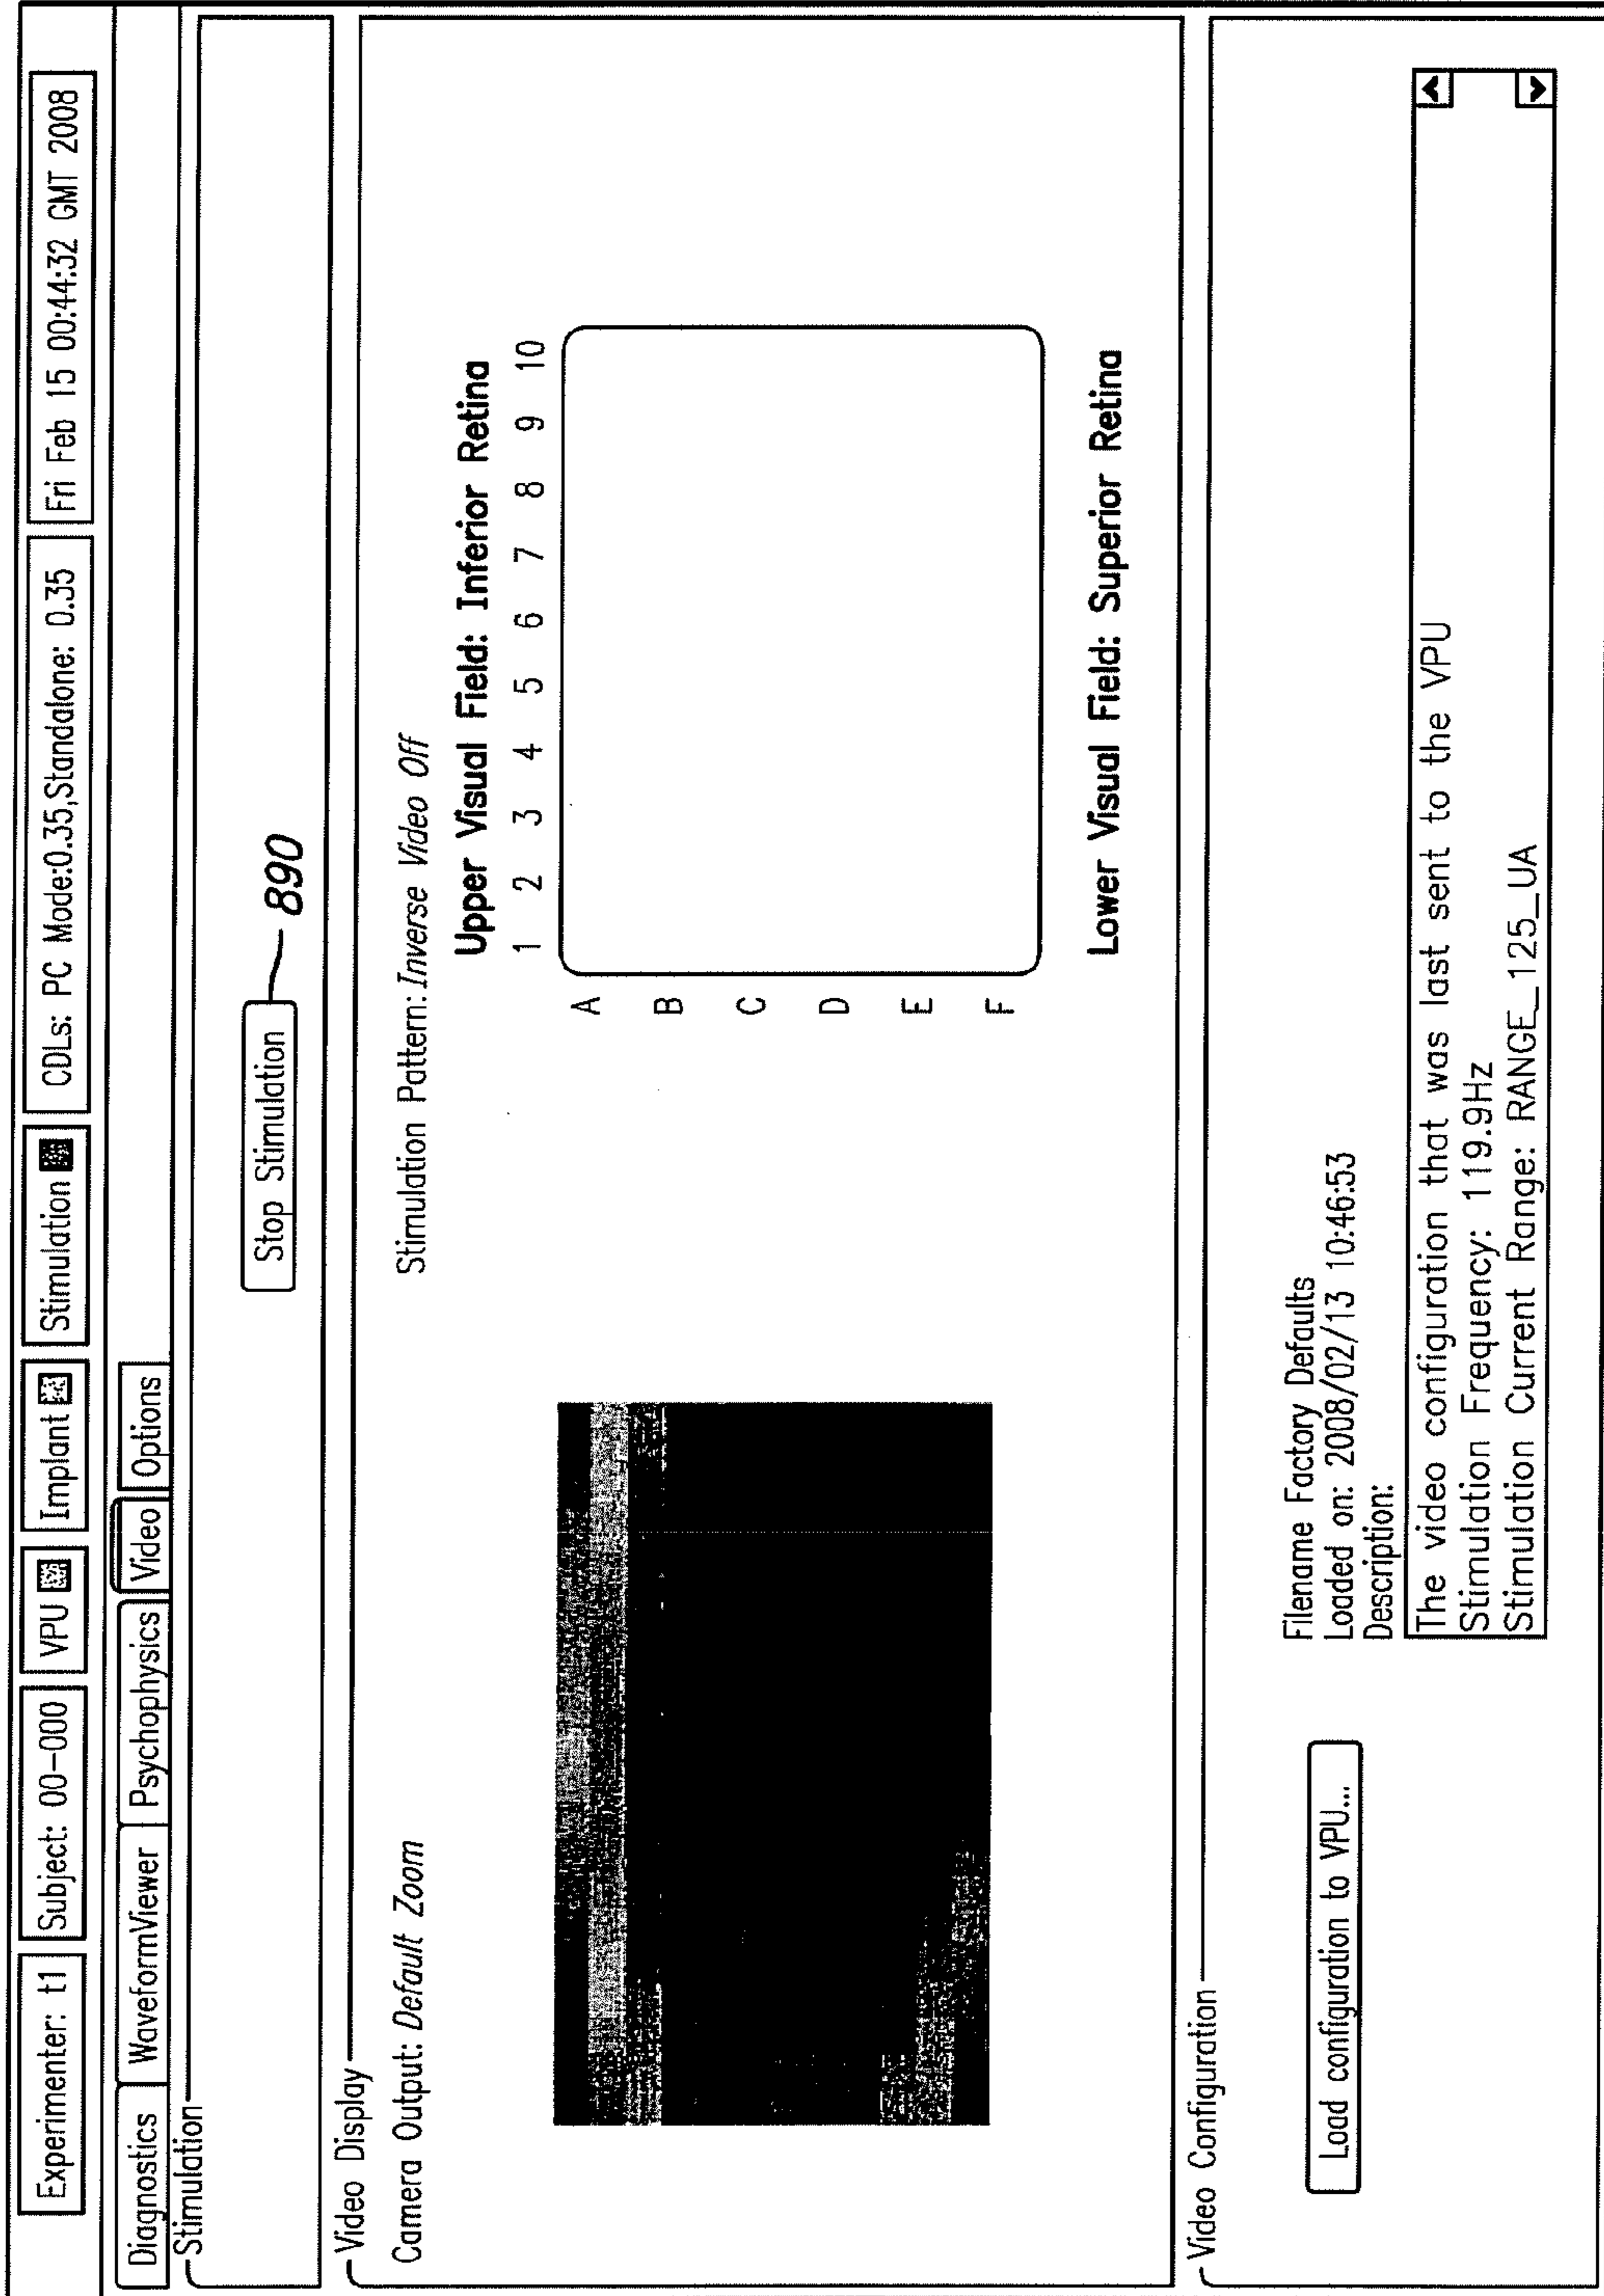 Experimenter: t1 Subject: 00-000 VPU Implant Stimulation CDLs: PC Mode:0.35,Standalone: 0.35 Fri Feb 15 00:44:32 GMT 2008
Diagnostics WaveformViewer Psychophysics Video Options
Stimulation
Stop Stimulation 890
Video Display
Camera Output: Default Zoom
Stimulation Pattern: Inverse Video Off
Upper Visual Field: Inferior Retina
1 2 3 4 5 6 7 8 9 10
A
B
C
D
E
F
Lower Visual Field: Superior Retina
Video Configuration
Load configuration to VPU...
Filename Factory Defaults
Loaded on: 2008/02/13 10:46:53
Description:
The video configuration that was last sent to the VPU
Stimulation Frequency: 119.9Hz
Stimulation Current Range: RANGE_125_UA